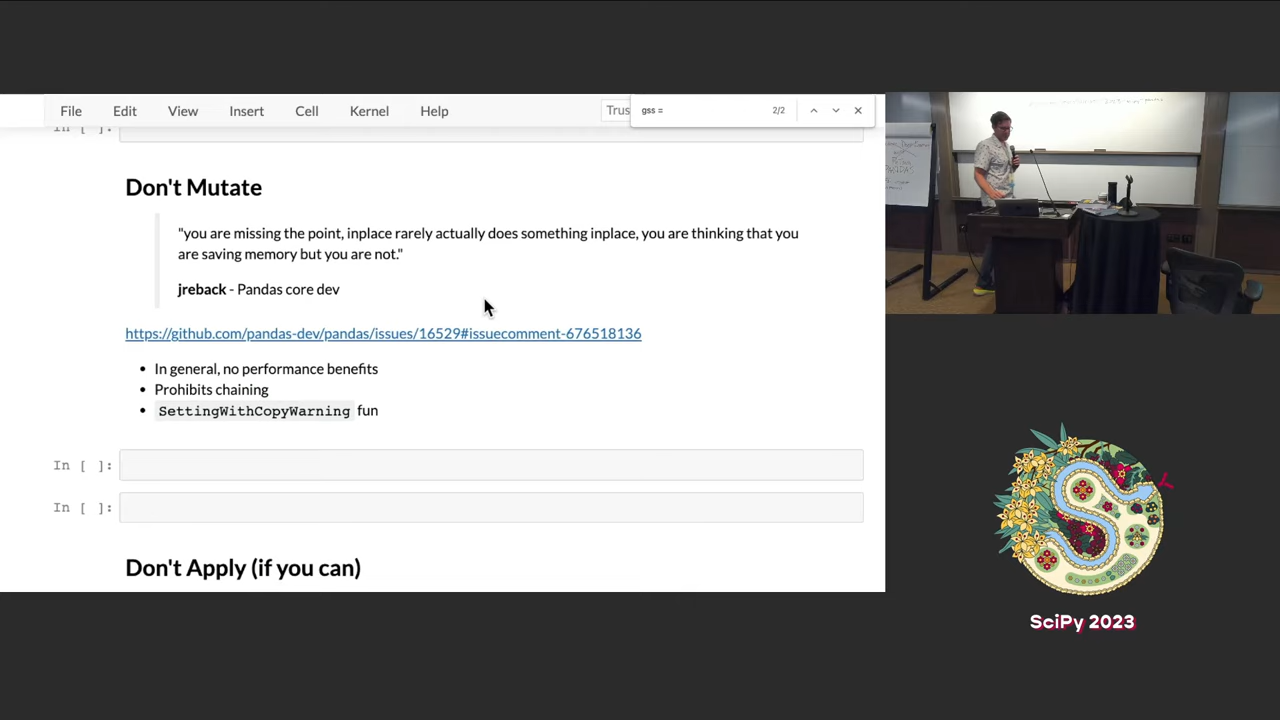 File Edit View Insert Cell Kernel Help Trus gss = 2/2
In [ ]:
Don't Mutate
"you are missing the point, inplace rarely actually does something inplace, you are thinking that you
are saving memory but you are not."
jreback - Pandas core dev
https://github.com/pandas-dev/pandas/issues/16529#issuecomment-676518136
• In general, no performance benefits
• Prohibits chaining
• SettingWithCopyWarning fun
In [ ]:
In [ ]:
Don't Apply (if you can)
PANDAS
SciPy 2023